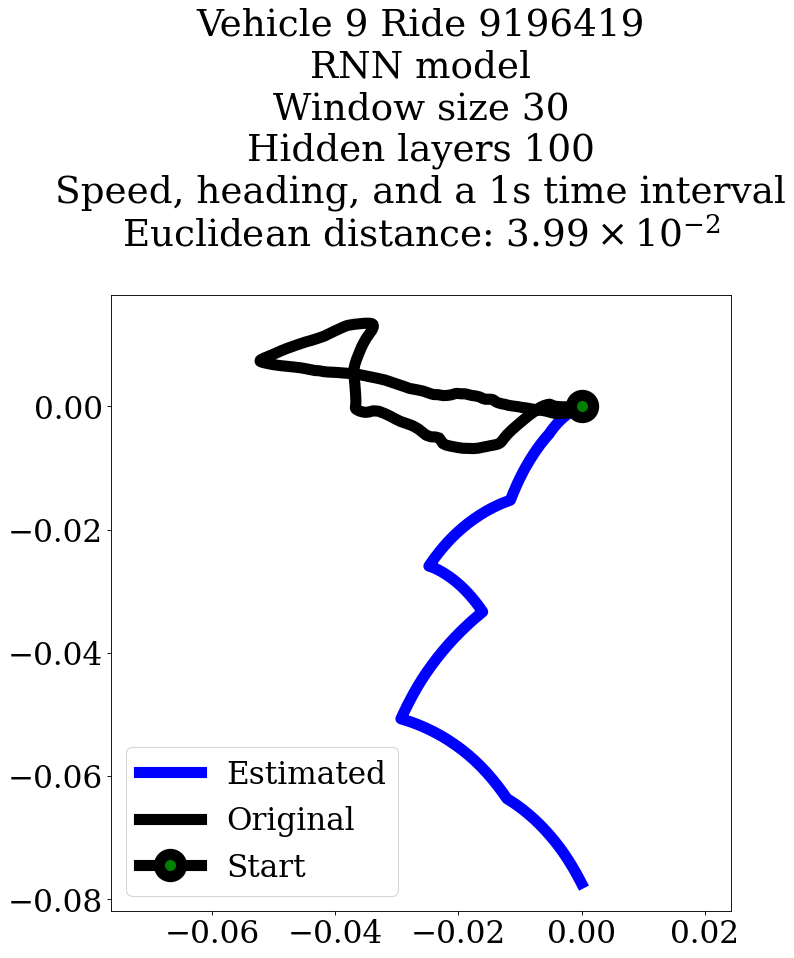 Vehicle 9 Ride 9196419
RNN model
Window size 30
Hidden layers 100
Speed, heading, and a 1s time interval
Euclidean distance: 3.99 × 10⁻²
0.00
−0.02
−0.04
−0.06
−0.08
Estimated
Original
Start
−0.06 −0.04 −0.02 0.00 0.02